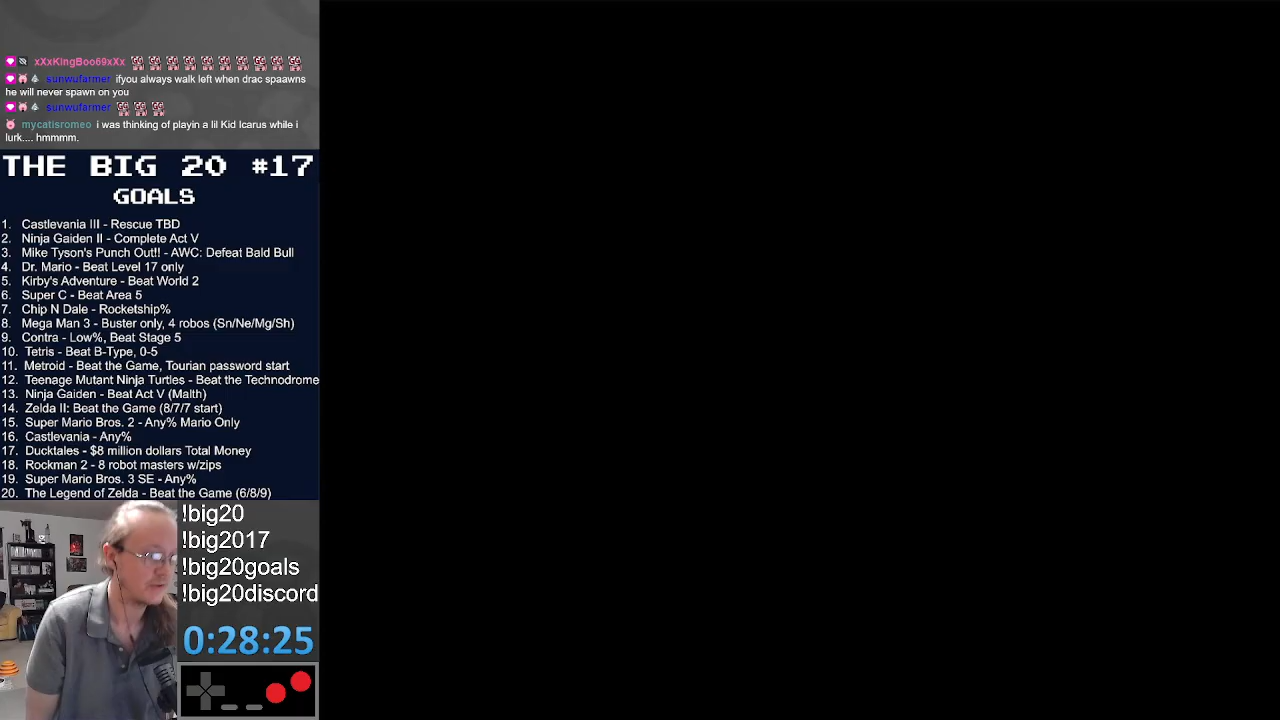 xXxKingBoo69xXx
sunwufarmer ifyou always walk left when drac spaawns
he will never spawn on you
sunwufarmer
mycatisromeo i was thinking of playin a lil Kid Icarus while i
lurk.... hmmmm.
THE BIG 20 #17
GOALS
1. Castlevania III - Rescue TBD
2. Ninja Gaiden II - Complete Act V
3. Mike Tyson's Punch Out!! - AWC: Defeat Bald Bull
4. Dr. Mario - Beat Level 17 only
5. Kirby's Adventure - Beat World 2
6. Super C - Beat Area 5
7. Chip N Dale - Rocketship%
8. Mega Man 3 - Buster only, 4 robos (Sn/Ne/Mg/Sh)
9. Contra - Low%, Beat Stage 5
10. Tetris - Beat B-Type, 0-5
11. Metroid - Beat the Game, Tourian password start
12. Teenage Mutant Ninja Turtles - Beat the Technodrome
13. Ninja Gaiden - Beat Act V (Malth)
14. Zelda II: Beat the Game (8/7/7 start)
15. Super Mario Bros. 2 - Any% Mario Only
16. Castlevania - Any%
17. Ducktales - $8 million dollars Total Money
18. Rockman 2 - 8 robot masters w/zips
19. Super Mario Bros. 3 SE - Any%
20. The Legend of Zelda - Beat the Game (6/8/9)
!big20
!big2017
!big20goals
!big20discord
0:28:25